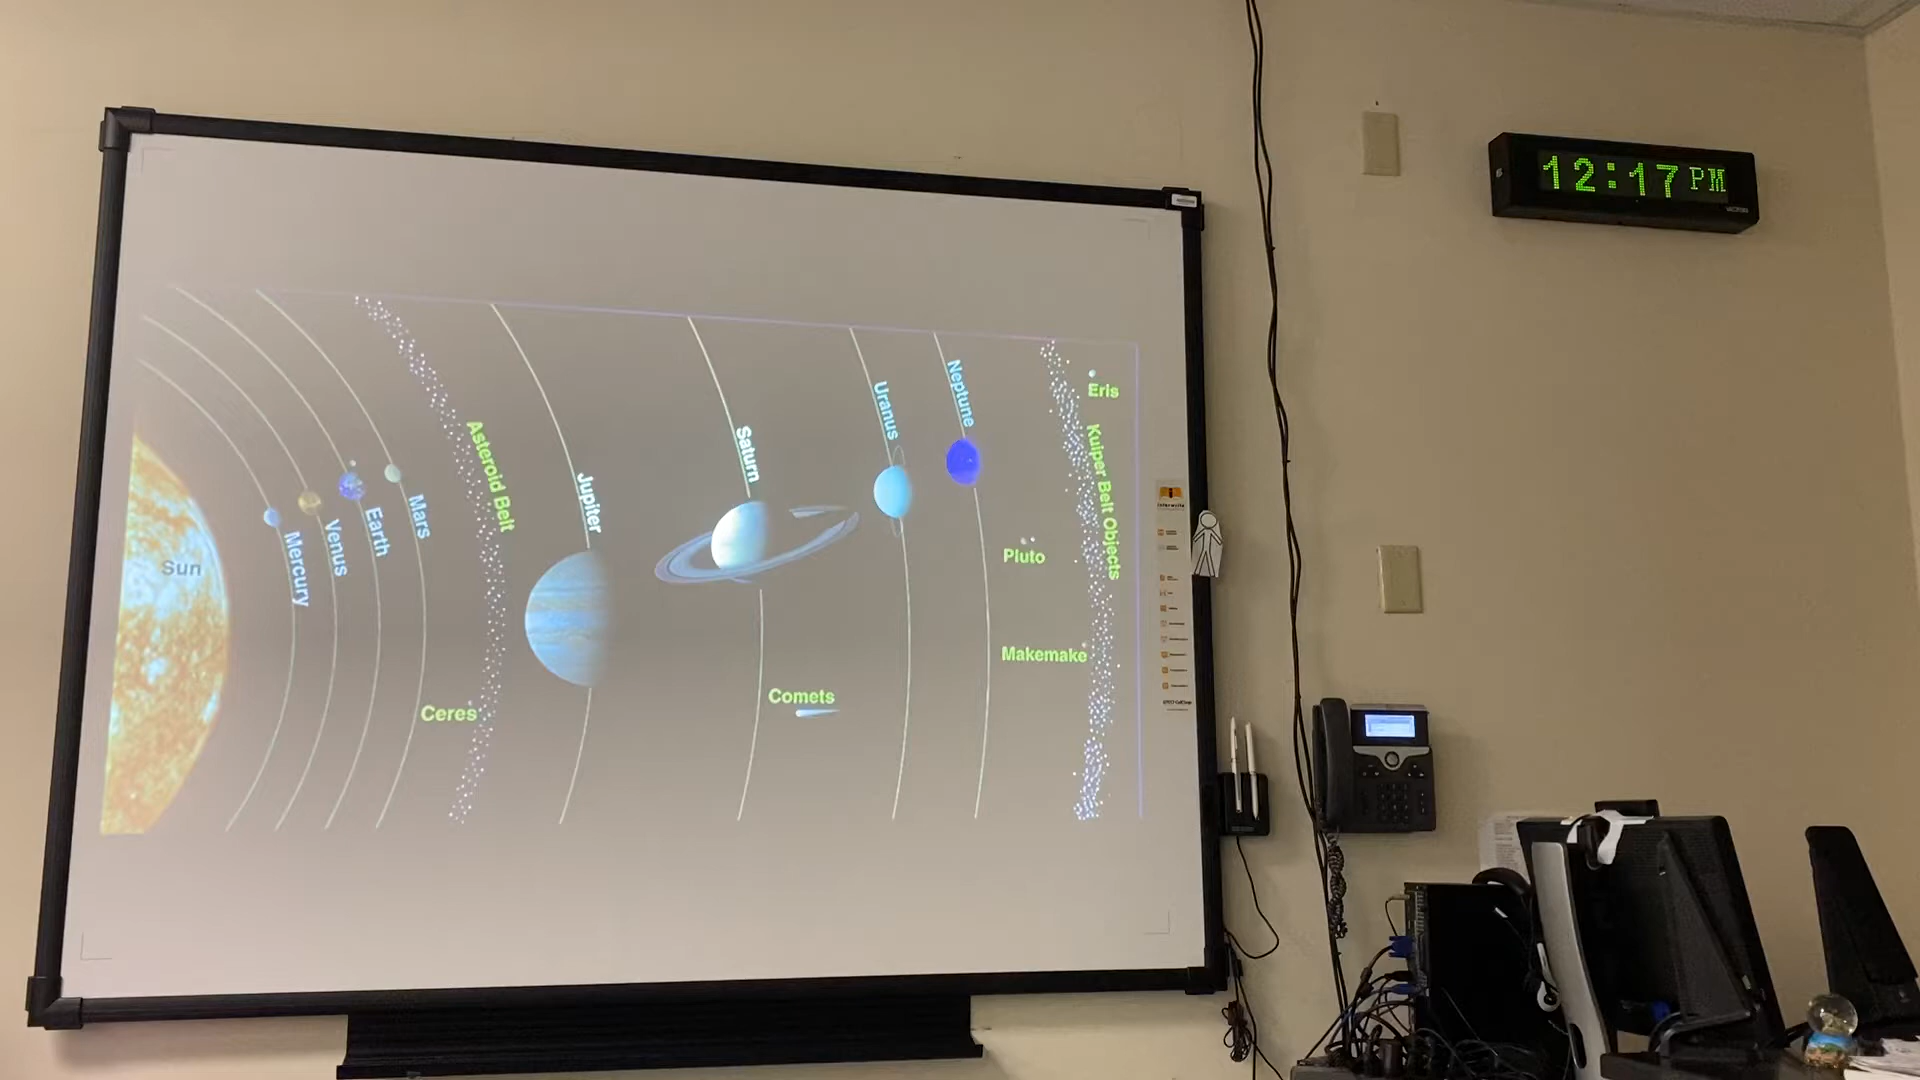 12:17 PM
Eris
Neptune
Uranus
Kuiper Belt Objects
Asteroid Belt
Saturn
Jupiter
Mars
Earth
Venus
Mercury
Sun
Pluto
Makemake
Comets
Ceres